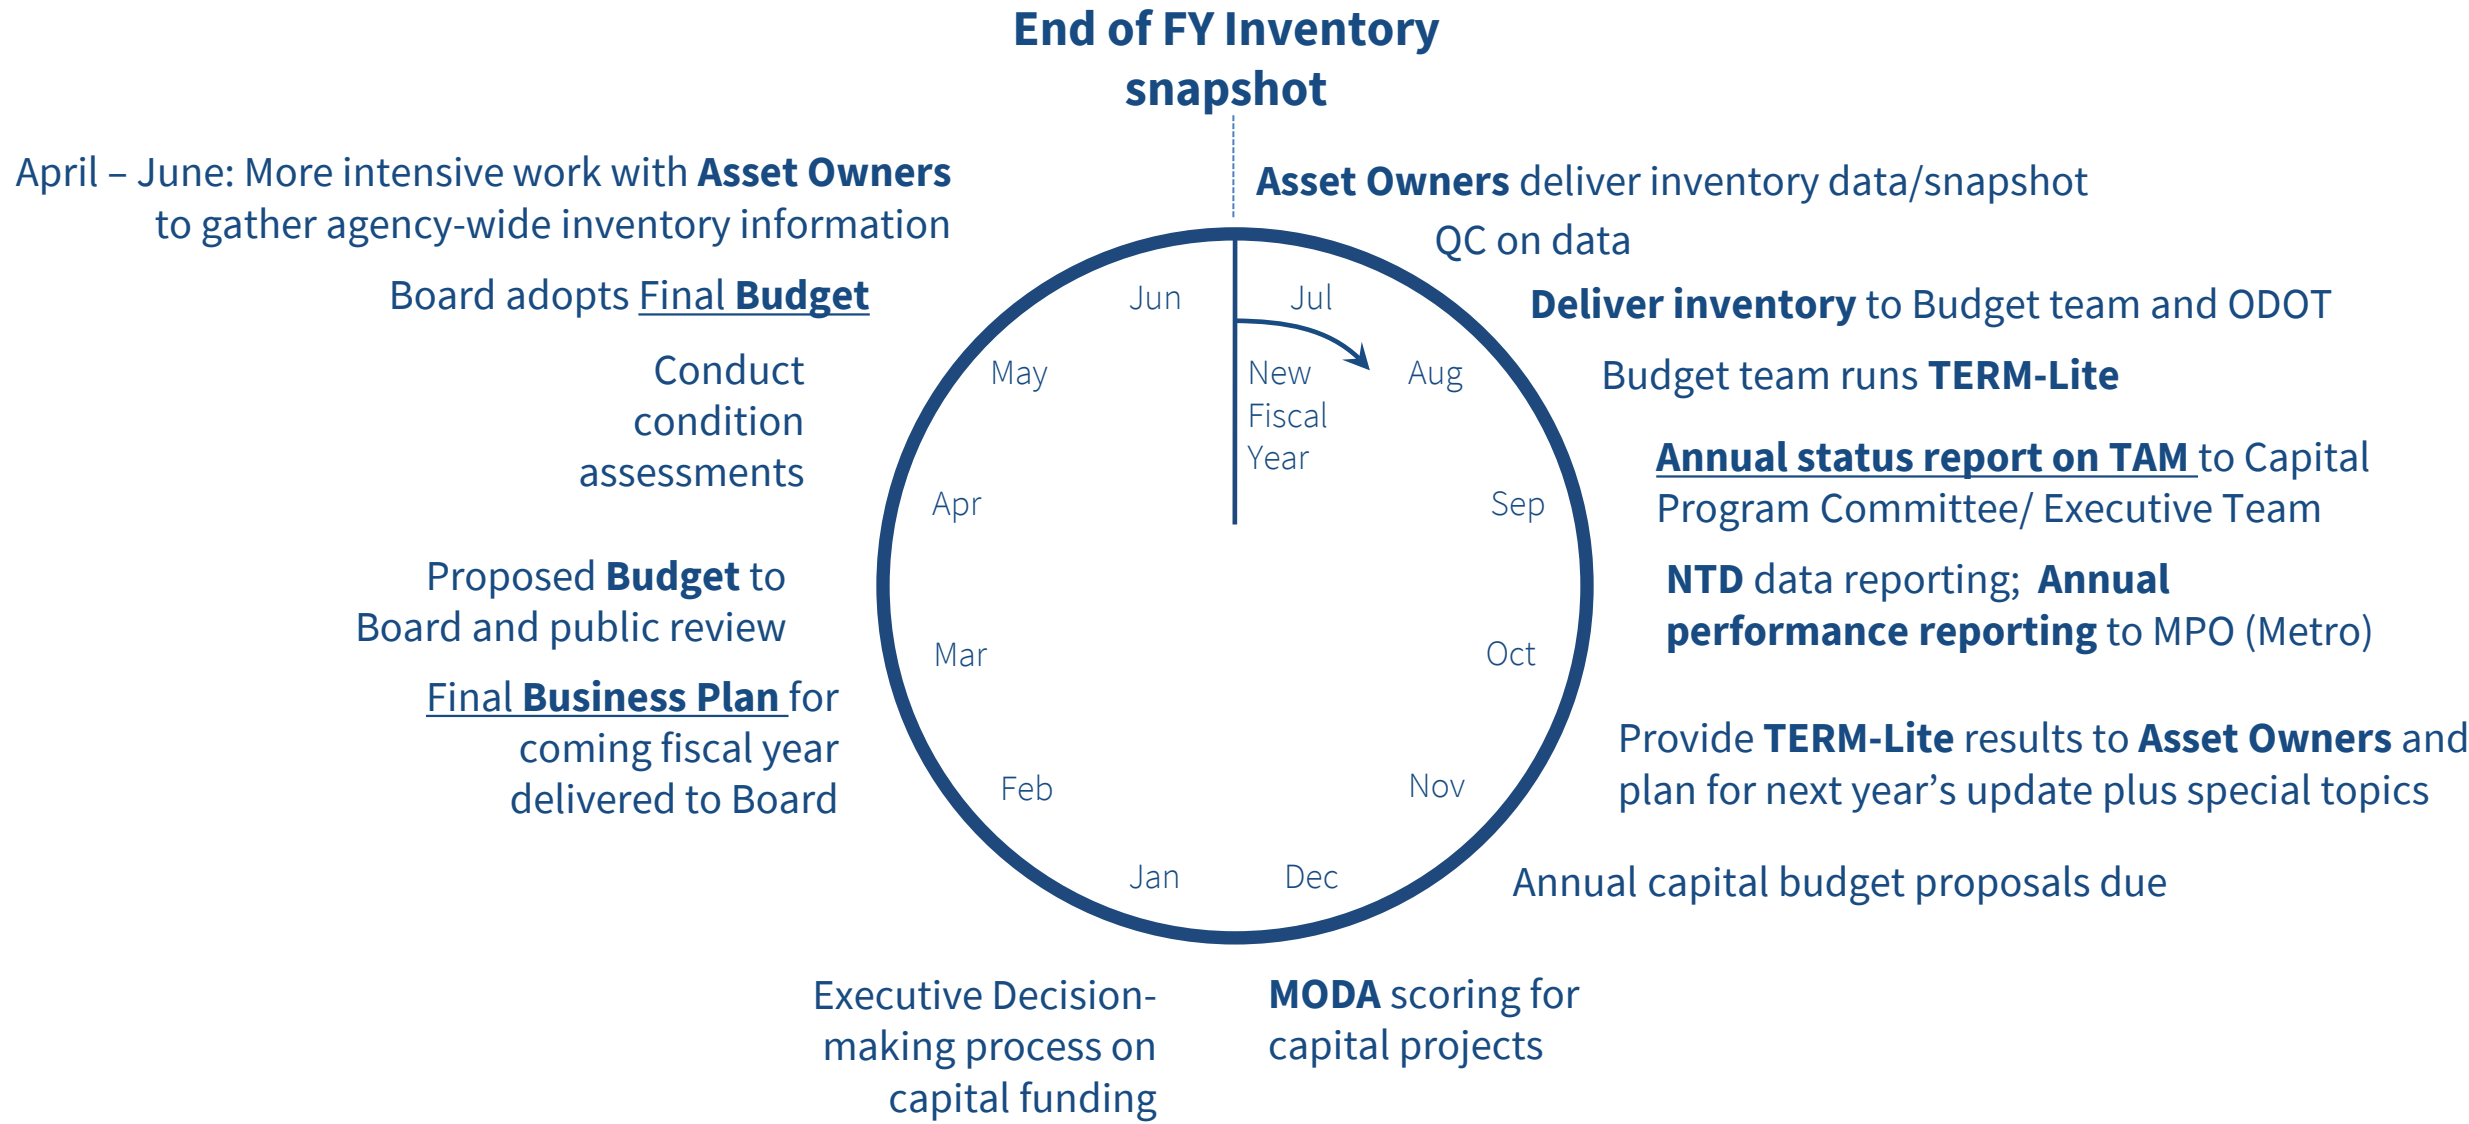 End of FY Inventory
snapshot
April – June: More intensive work with Asset Owners
to gather agency-wide inventory information
Board adopts Final Budget
Conduct
condition
assessments
Proposed Budget to
Board and public review
Final Business Plan for
coming fiscal year
delivered to Board
Executive Decision-
making process on
capital funding
Asset Owners deliver inventory data/snapshot
QC on data
Deliver inventory to Budget team and ODOT
Budget team runs TERM-Lite
Annual status report on TAM to Capital
Program Committee/ Executive Team
NTD data reporting; Annual
performance reporting to MPO (Metro)
Provide TERM-Lite results to Asset Owners and
plan for next year’s update plus special topics
Annual capital budget proposals due
MODA scoring for
capital projects
Jul
Aug
Sep
Oct
Nov
Dec
Jan
Feb
Mar
Apr
May
Jun
New
Fiscal
Year